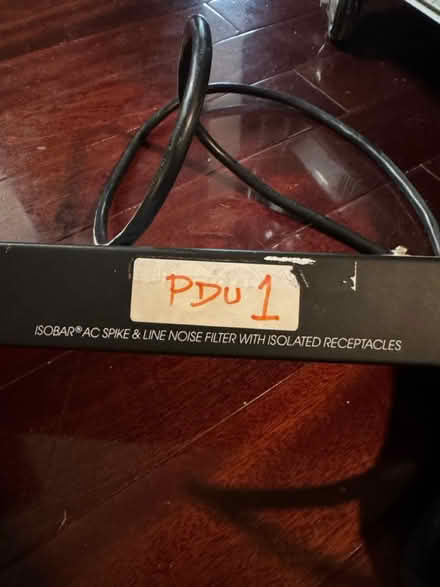 PDU 1
ISOBAR® AC SPIKE & LINE NOISE FILTER WITH ISOLATED RECEPTACLES